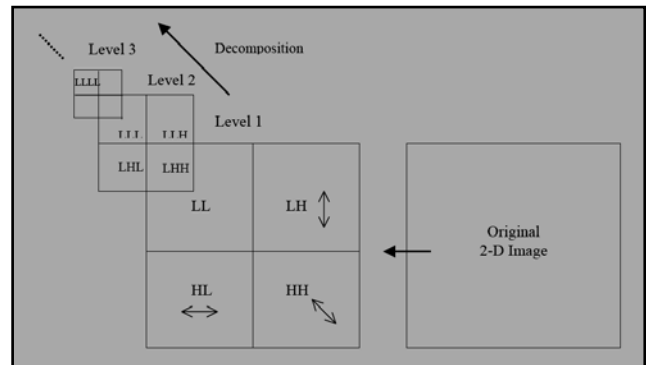 Level 3
Decomposition
LLLL
Level 2
Level 1
LLL
LLH
LHL
LHH
LL
LH
Original
2-D Image
HL
HH